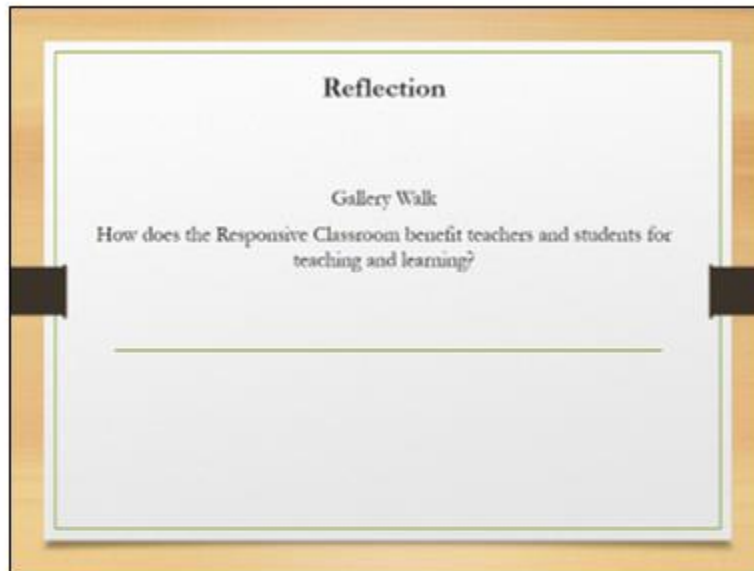 Reflection
Gallery Walk
How does the Responsive Classroom benefit teachers and students for
teaching and learning?